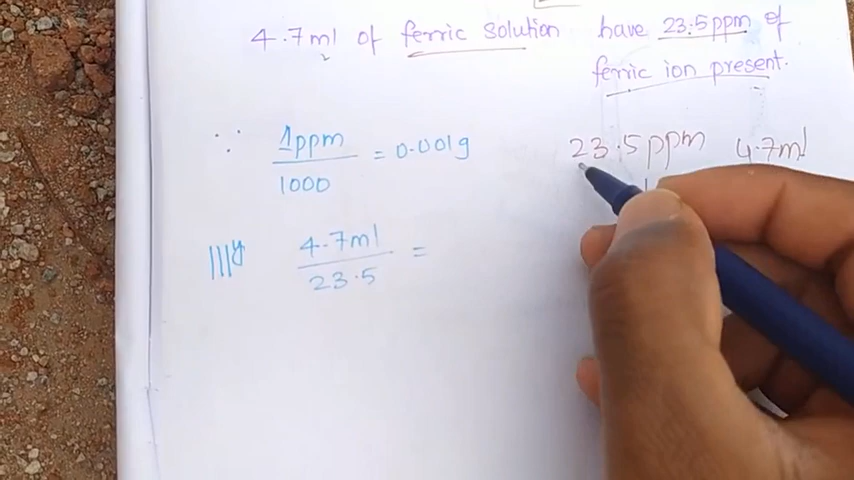 4.7ml of ferric solution have 23.5ppm of
ferric ion present.
∵ 1ppm/1000 = 0.001g
23.5ppm 4.7ml
|||ly 4.7ml/23.5 =